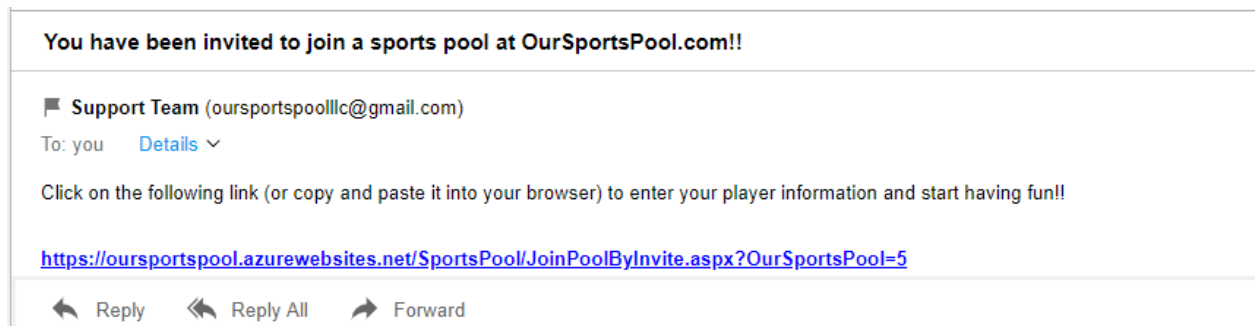 You have been invited to join a sports pool at OurSportsPool.com!!
Support Team (oursportspoolllc@gmail.com)
To: you Details
Click on the following link (or copy and paste it into your browser) to enter your player information and start having fun!!
https://oursportspool.azurewebsites.net/SportsPool/JoinPoolByInvite.aspx?OurSportsPool=5
Reply Reply All Forward